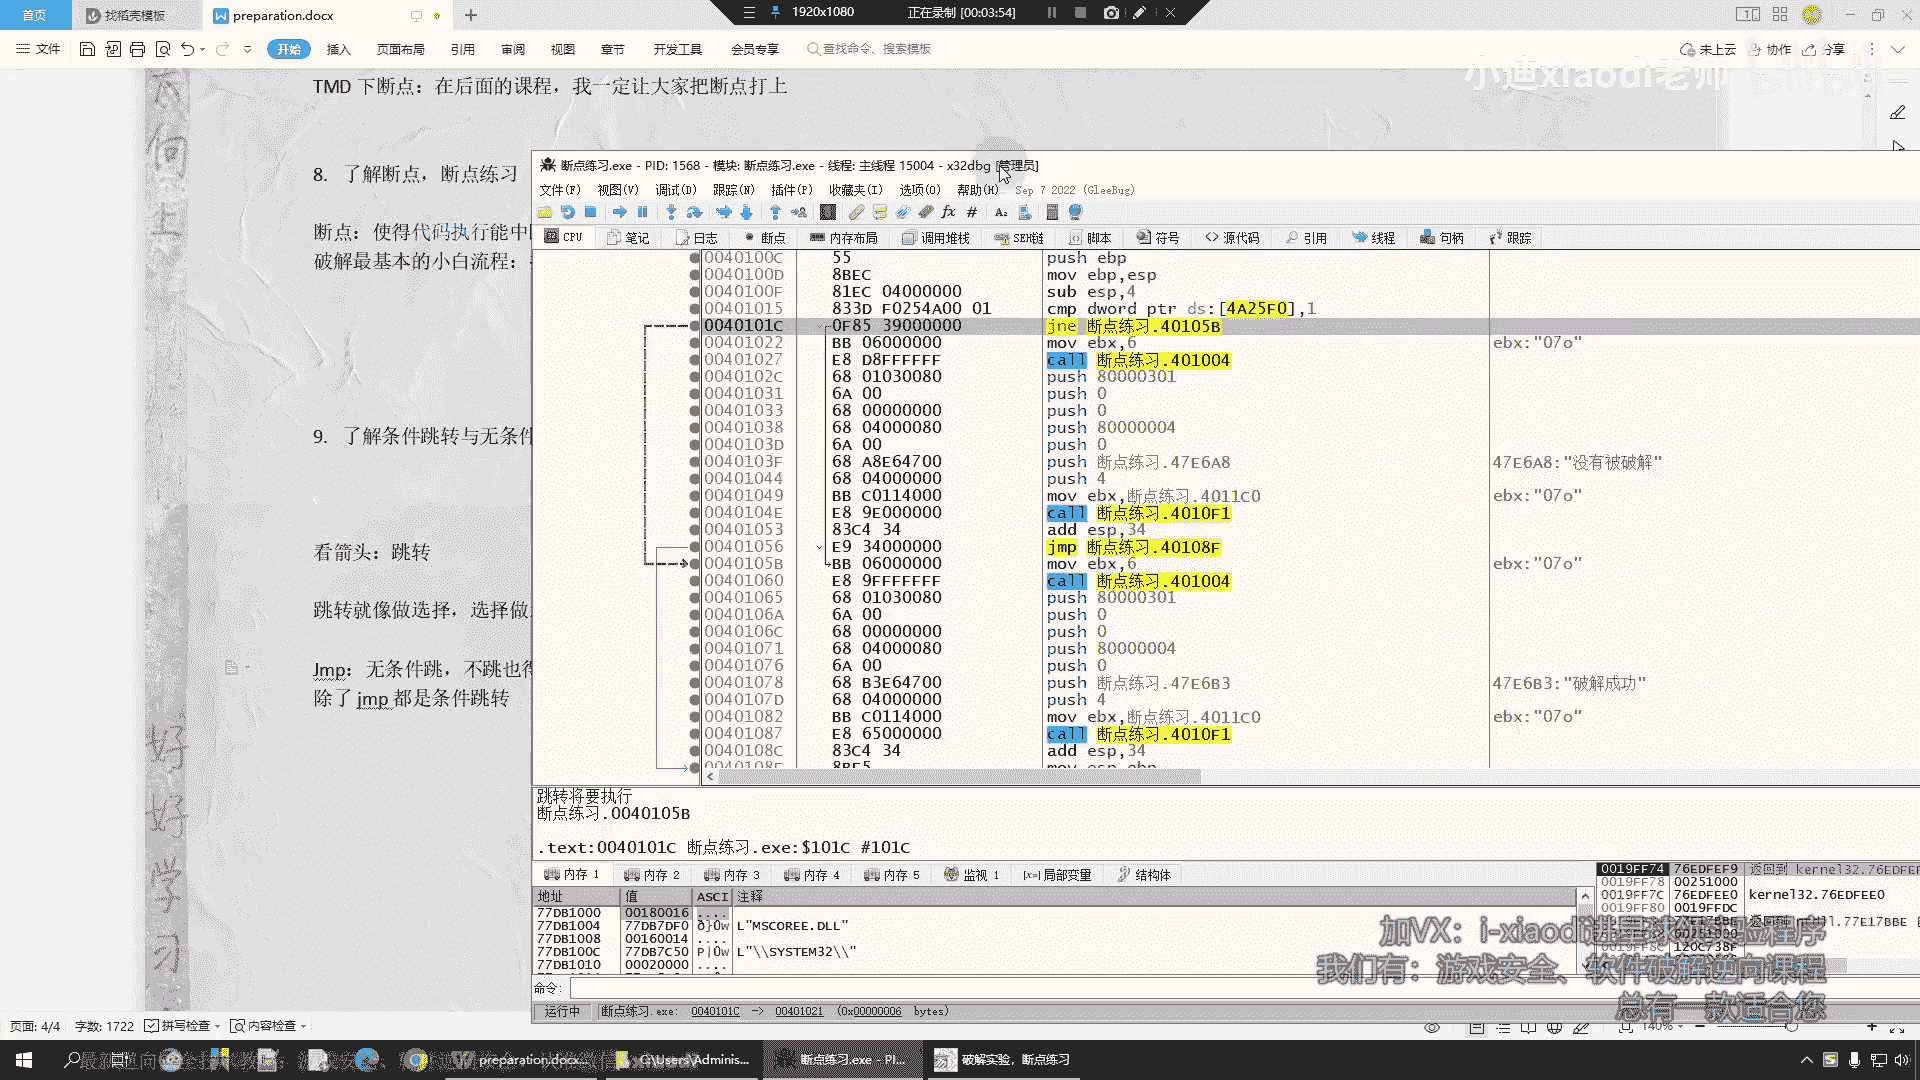 首页 找稻壳模板 preparation.docx
1920x1080 正在录制 [00:03:54]
文件 开始 插入 页面布局 引用 审阅 视图 章节 开发工具 会员专享 查找命令、搜索模板 未上云 协作 分享
小迪xiaodi老师
TMD 下断点：在后面的课程，我一定让大家把断点打上
8. 了解断点，断点练习
断点：使得代码执行能中
破解最基本的小白流程：
9. 了解条件跳转与无条件
看箭头：跳转
跳转就像做选择，选择做
Jmp：无条件跳，不跳也得
除了 jmp 都是条件跳转
好 好 学 习
断点练习.exe - PID: 1568 - 模块: 断点练习.exe - 线程: 主线程 15004 - x32dbg [管理员]
文件(F) 视图(V) 调试(D) 跟踪(N) 插件(P) 收藏夹(I) 选项(O) 帮助(H) Sep 7 2022 (GleeBug)
CPU 笔记 日志 断点 内存布局 调用堆栈 SEH链 脚本 符号 源代码 引用 线程 句柄 跟踪
0040100C 55 push ebp
0040100D 8BEC mov ebp,esp
0040100F 81EC 04000000 sub esp,4
00401015 833D F0254A00 01 cmp dword ptr ds:[4A25F0],1
0040101C 0F85 39000000 jne 断点练习.40105B
00401022 BB 06000000 mov ebx,6 ebx:"07o"
00401027 E8 D8FFFFFF call 断点练习.401004
0040102C 68 01030080 push 80000301
00401031 6A 00 push 0
00401033 68 00000000 push 0
00401038 68 04000080 push 80000004
0040103D 6A 00 push 0
0040103F 68 A8E64700 push 断点练习.47E6A8 47E6A8:"没有被破解"
00401044 68 04000000 push 4
00401049 BB C0114000 mov ebx,断点练习.4011C0 ebx:"07o"
0040104E E8 9E000000 call 断点练习.4010F1
00401053 83C4 34 add esp,34
00401056 E9 34000000 jmp 断点练习.40108F
0040105B BB 06000000 mov ebx,6 ebx:"07o"
00401060 E8 9FFFFFFF call 断点练习.401004
00401065 68 01030080 push 80000301
0040106A 6A 00 push 0
0040106C 68 00000000 push 0
00401071 68 04000080 push 80000004
00401076 6A 00 push 0
00401078 68 B3E64700 push 断点练习.47E6B3 47E6B3:"破解成功"
0040107D 68 04000000 push 4
00401082 BB C0114000 mov ebx,断点练习.4011C0 ebx:"07o"
00401087 E8 65000000 call 断点练习.4010F1
0040108C 83C4 34 add esp,34
0040108F 8BE5 mov esp,ebp
跳转将要执行
断点练习.0040105B
.text:0040101C 断点练习.exe:$101C #101C
内存 1 内存 2 内存 3 内存 4 内存 5 监视 1 [x=] 局部变量 结构体
地址 值 ASCI 注释
77DB1000 00180016 ....
77DB1004 77DB7DF0 L"MSCOREE.DLL"
77DB1008 00160014 ....
77DB100C 77DB7C50 L"\\SYSTEM32\\"
77DB1010 00020000 ....
0019FF74 76EDFEF9 返回到 kernel32.76EDFEF
0019FF78 00251000
0019FF7C 76EDFEE0 kernel32.76EDFEE0
0019FF80 0019FFDC
77E17BBE 返回到 ntdll.77E17BBE
命令:
运行中 断点练习.exe: 0040101C -> 00401021 (0x00000006 bytes)
我们有：游戏安全、软件破解逆向课程
总有一款适合您
页面: 4/4 字数: 1722 拼写检查 内容检查 140%
preparation.docx... C:\Users\Adminis... 断点练习.exe - PI... 破解实验，断点练习